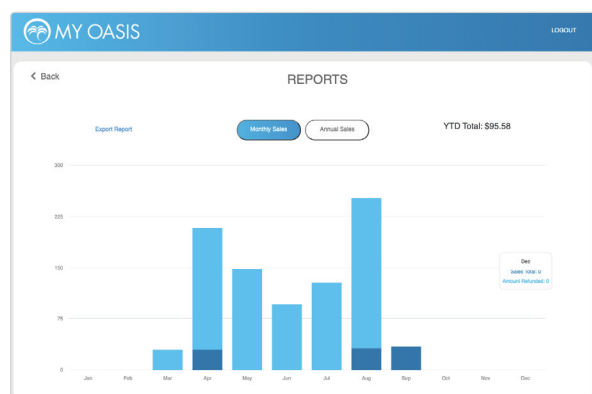 MY OASIS
LOGOUT
Back
REPORTS
Export Report
Monthly Sales
Annual Sales
YTD Total: $95.58
300
225
150
75
0
Dec
Sales Total: 0
Amount Refunded: 0
Jan Feb Mar Apr May Jun Jul Aug Sep Oct Nov Dec